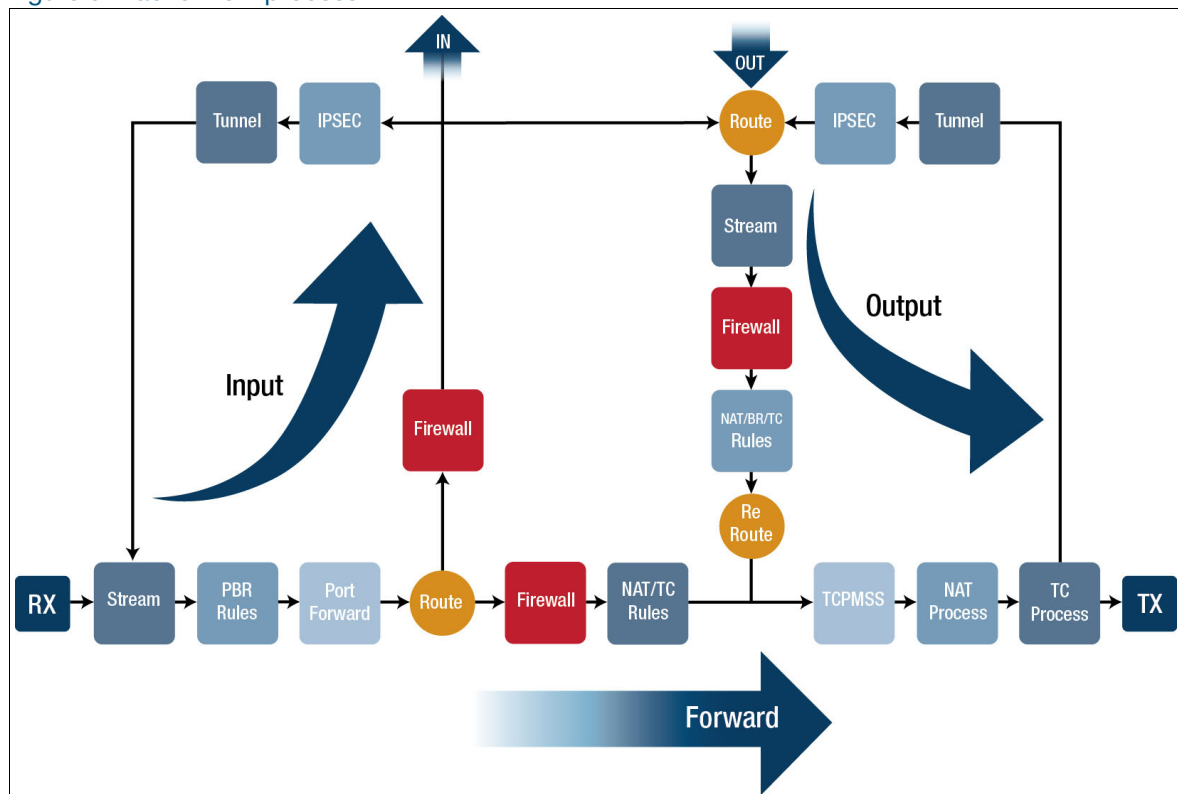 IN
OUT
Tunnel
IPSEC
Route
IPSEC
Tunnel
Stream
Input
Output
Firewall
Firewall
NAT/BR/TC
Rules
Re
Route
RX
Stream
PBR
Rules
Port
Forward
Route
Firewall
NAT/TC
Rules
TCPMSS
NAT
Process
TC
Process
TX
Forward